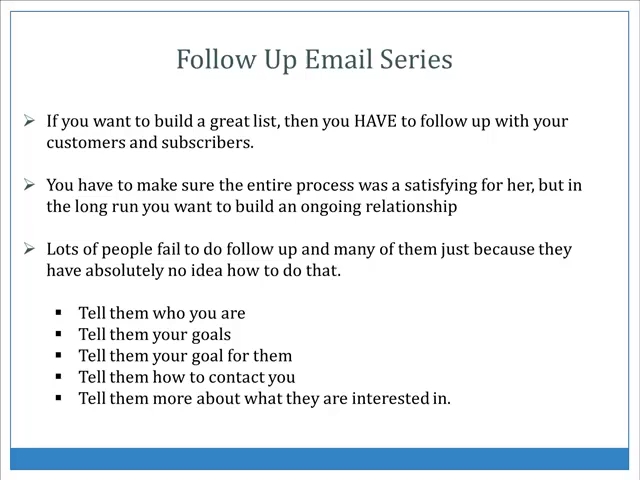 Follow Up Email Series
If you want to build a great list, then you HAVE to follow up with your
customers and subscribers.
You have to make sure the entire process was a satisfying for her, but in
the long run you want to build an ongoing relationship
Lots of people fail to do follow up and many of them just because they
have absolutely no idea how to do that.
Tell them who you are
Tell them your goals
Tell them your goal for them
Tell them how to contact you
Tell them more about what they are interested in.